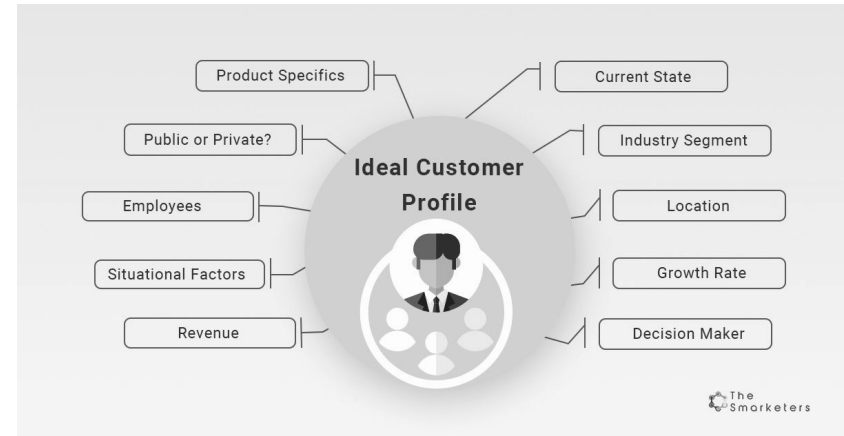 Product Specifics
Current State
Public or Private?
Industry Segment
Ideal Customer
Profile
Employees
Location
Situational Factors
Growth Rate
Revenue
Decision Maker
The
Smarketers